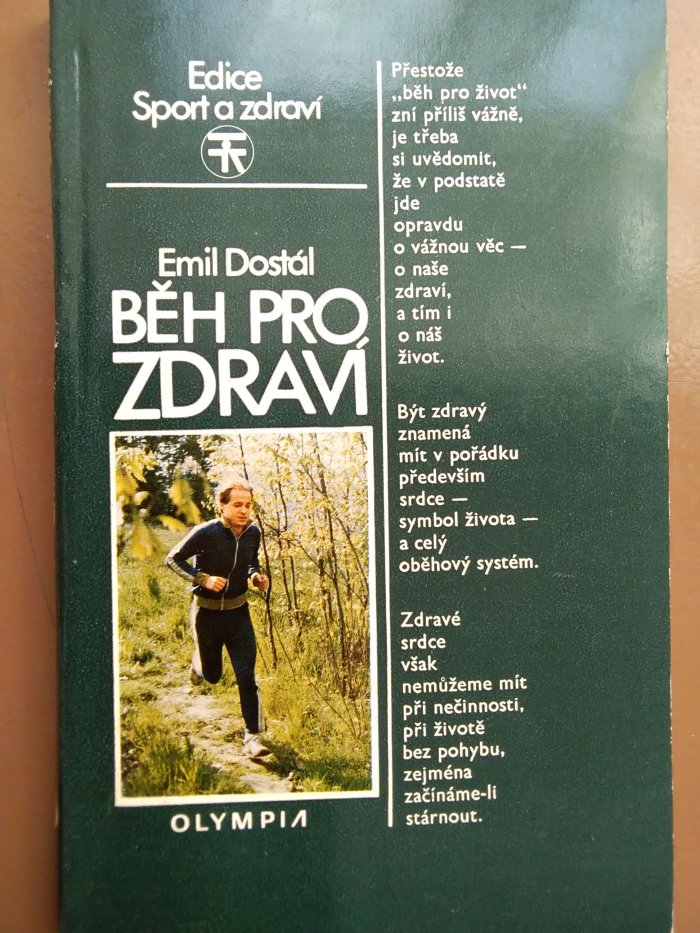 Edice
Sport a zdraví
Emil Dostál
BĚH PRO
ZDRAVÍ
OLYMPIA
Přestože
„běh pro život“
zní příliš vážně,
je třeba
si uvědomit,
že v podstatě
jde
opravdu
o vážnou věc —
o naše
zdraví,
a tím i
o náš
život.
Být zdravý
znamená
mít v pořádku
především
srdce —
symbol života —
a celý
oběhový systém.
Zdravé
srdce
však
nemůžeme mít
při nečinnosti,
při životě
bez pohybu,
zejména
začínáme-li
stárnout.